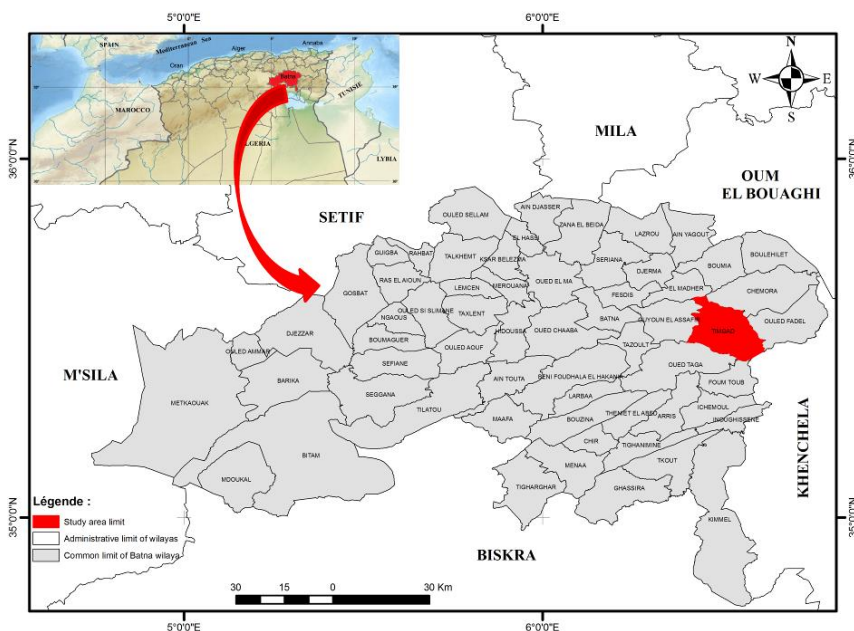 5°0'0"E
6°0'0"E
SPAIN
Mediterranean Sea
Alger
Annaba
Oran
Batna
TUNISIE
MAROCCO
ALGERIA
LYBIA
N
W
E
S
36°0'0"N
36°0'0"N
MILA
OUM
EL BOUAGHI
SETIF
M'SILA
KHENCHELA
BISKRA
OULED SELLAM
AIN DJASSER
ZANA EL BEIDA
EL HASSI
LAZROU
AIN YAGOUT
GUIGBA
RAHBAT
TALKHEMT
KSAR BELEZMA
SERIANA
BOUMIA
BOULEHILET
GOSBAT
RAS EL AIOUN
LEMCEN
MEROUANA
OUED EL MA
DJERMA
EL MADHER
CHEMORA
FESDIS
OULED SI SLIMANE
NGAOUS
TAXLENT
HIDOUSSA
OUED CHAABA
BATNA
OUYOUN EL ASSAFIR
TIMGAD
OULED FADEL
DJEZZAR
BOUMAGUER
OULED AOUF
TAZOULT
OULED AMMAR
SEFIANE
OUED TAGA
METKAOUAK
BARIKA
SEGGANA
AIN TOUTA
BENI FOUDHALA EL HAKANIA
FOUM TOUB
LARBAA
TILATOU
MAAFA
BOUZINA
THENIET EL ABED
ARRIS
ICHEMOUL
INOUGHISSENE
CHIR
TIGHANIMINE
BITAM
MENAA
TKOUT
MDOUKAL
TIGHARGHAR
GHASSIRA
KIMMEL
35°0'0"N
35°0'0"N
Légende :
Study area limit
Administrative limit of wilayas
Common limit of Batna wilaya
30 15 0 30 Km
5°0'0"E
6°0'0"E